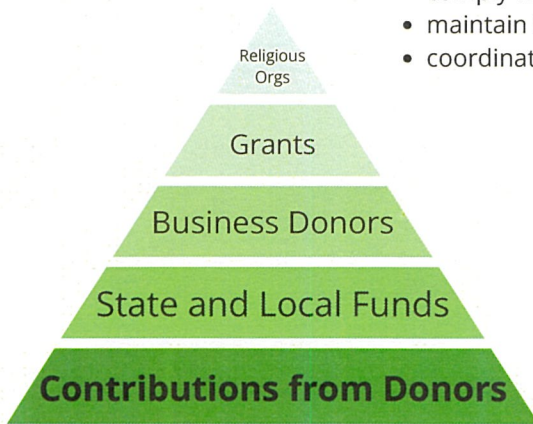 • maintain
Religious
Orgs
Grants
Business Donors
State and Local Funds
Contributions from Donors